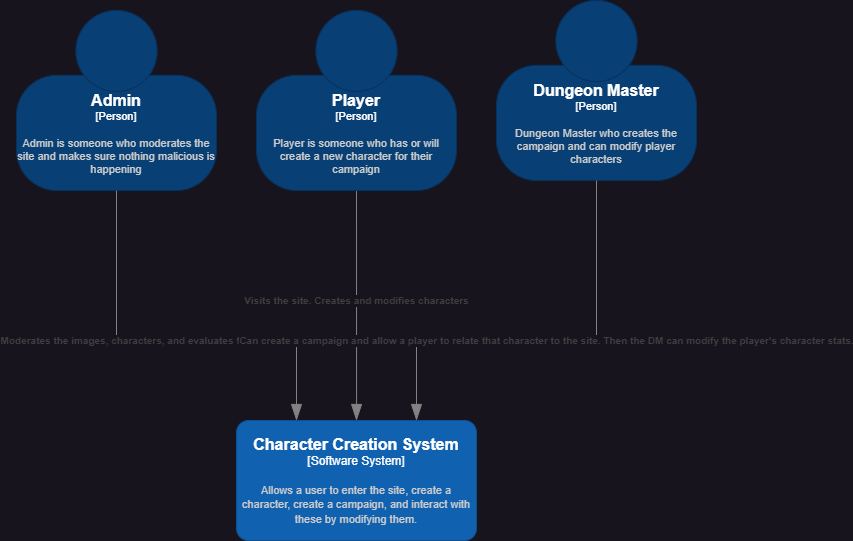 Admin
[Person]
Admin is someone who moderates the
site and makes sure nothing malicious is
happening
Player
[Person]
Player is someone who has or will
create a new character for their
campaign
Dungeon Master
[Person]
Dungeon Master who creates the
campaign and can modify player
characters
Visits the site. Creates and modifies characters
Moderates the images, characters, and evaluates
Can create a campaign and allow a player to relate that character to the site. Then the DM can modify the player's character stats.
Character Creation System
[Software System]
Allows a user to enter the site, create a
character, create a campaign, and interact with
these by modifying them.